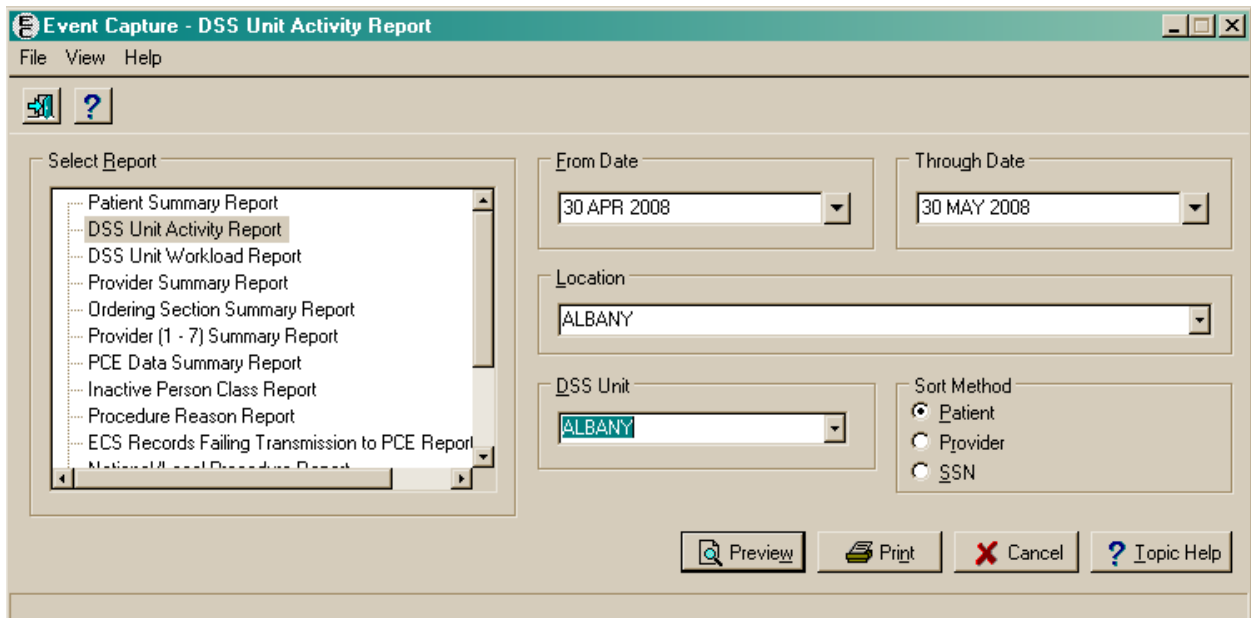 Event Capture - DSS Unit Activity Report
File View Help
Select Report
Patient Summary Report
DSS Unit Activity Report
DSS Unit Workload Report
Provider Summary Report
Ordering Section Summary Report
Provider (1 - 7) Summary Report
PCE Data Summary Report
Inactive Person Class Report
Procedure Reason Report
ECS Records Failing Transmission to PCE Report
National/Local Procedure Report
From Date
30 APR 2008
Through Date
30 MAY 2008
Location
ALBANY
DSS Unit
ALBANY
Sort Method
Patient
Provider
SSN
Preview Print Cancel ? Topic Help